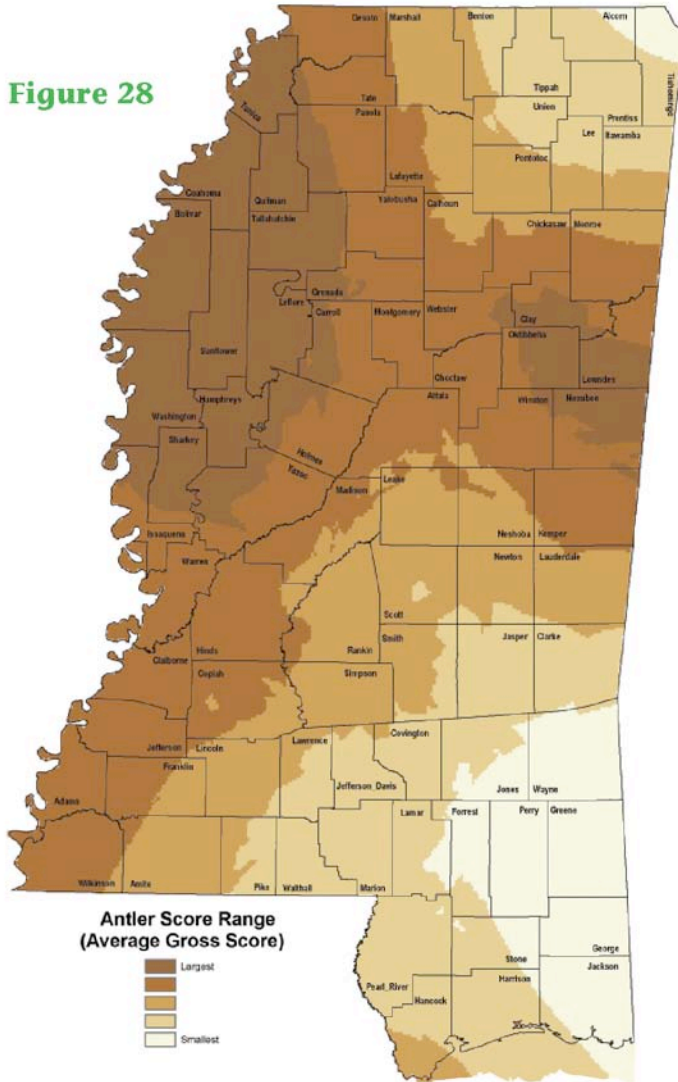 Figure 28
Desoto
Marshall
Benton
Alcorn
Tippah
Tishomingo
Tunica
Tate
Panola
Union
Prentiss
Lee
Itawamba
Pontotoc
Lafayette
Coahoma
Quitman
Yalobusha
Calhoun
Bolivar
Tallahatchie
Chickasaw
Monroe
Grenada
Leflore
Carroll
Montgomery
Webster
Clay
Oktibbeha
Sunflower
Choctaw
Lowndes
Humphreys
Attala
Winston
Noxubee
Washington
Sharkey
Holmes
Yazoo
Madison
Leake
Issaquena
Neshoba
Kemper
Warren
Newton
Lauderdale
Scott
Hinds
Rankin
Smith
Jasper
Clarke
Claiborne
Copiah
Simpson
Jefferson
Lincoln
Lawrence
Covington
Franklin
Jefferson_Davis
Jones
Wayne
Adams
Lamar
Forrest
Perry
Greene
Wilkinson
Amite
Pike
Walthall
Marion
Antler Score Range
(Average Gross Score)
Largest
Smallest
Stone
George
Jackson
Pearl_River
Harrison
Hancock